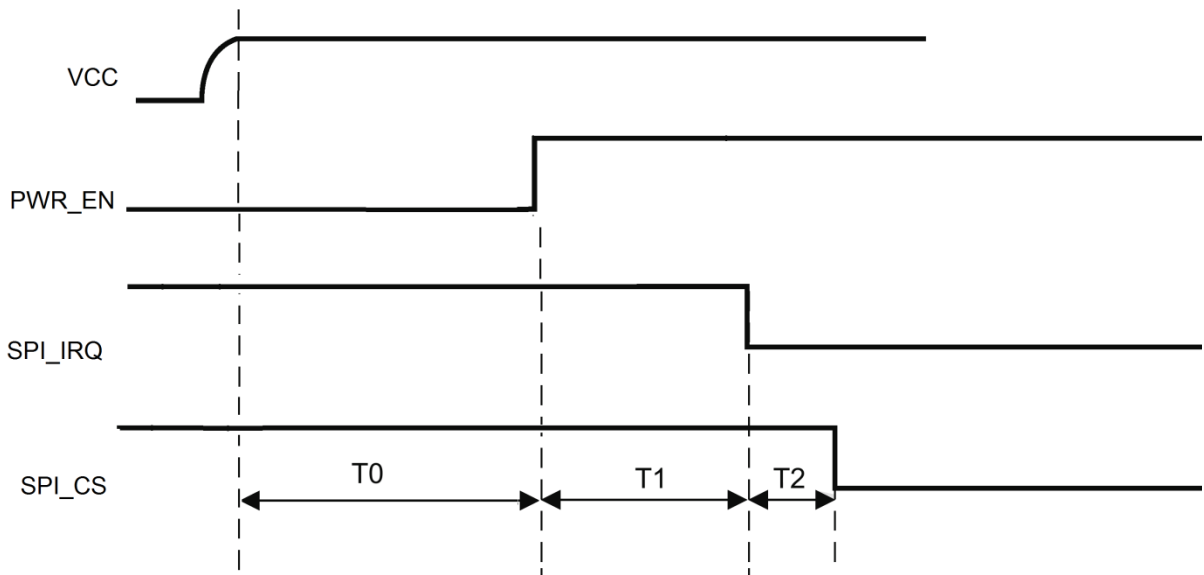 VCC
PWR_EN
SPI_IRQ
SPI_CS
T0
T1
T2